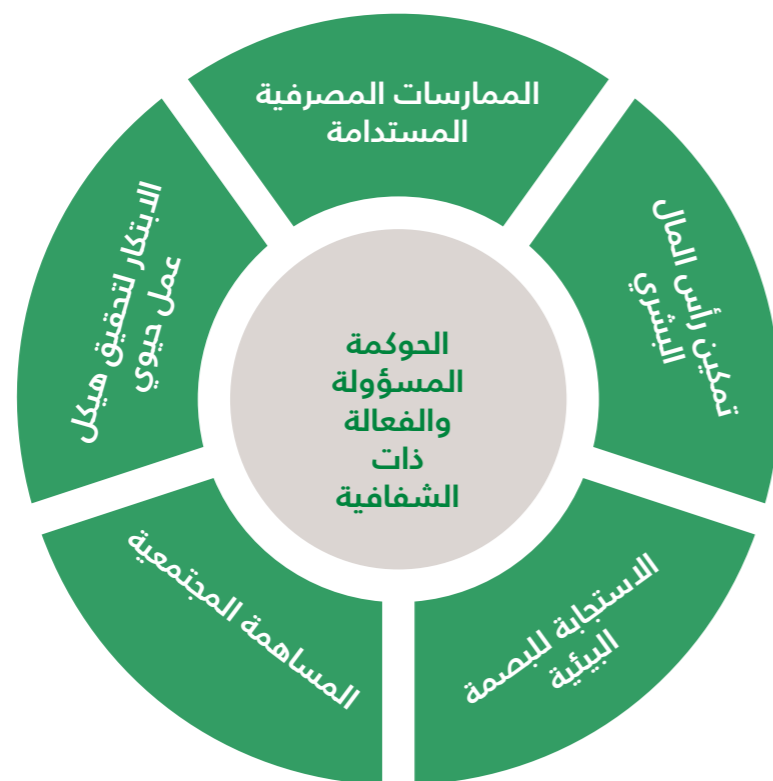 الممارسات المصرفية
المستدامة
تمكين رأس المال
البشري
الاستجابة للبصمة
البيئية
المساهمة المجتمعية
الابتكار لتحقيق هيكل
عمل حيوي
الحوكمة
المسؤولة
والفعالة
ذات
الشفافية